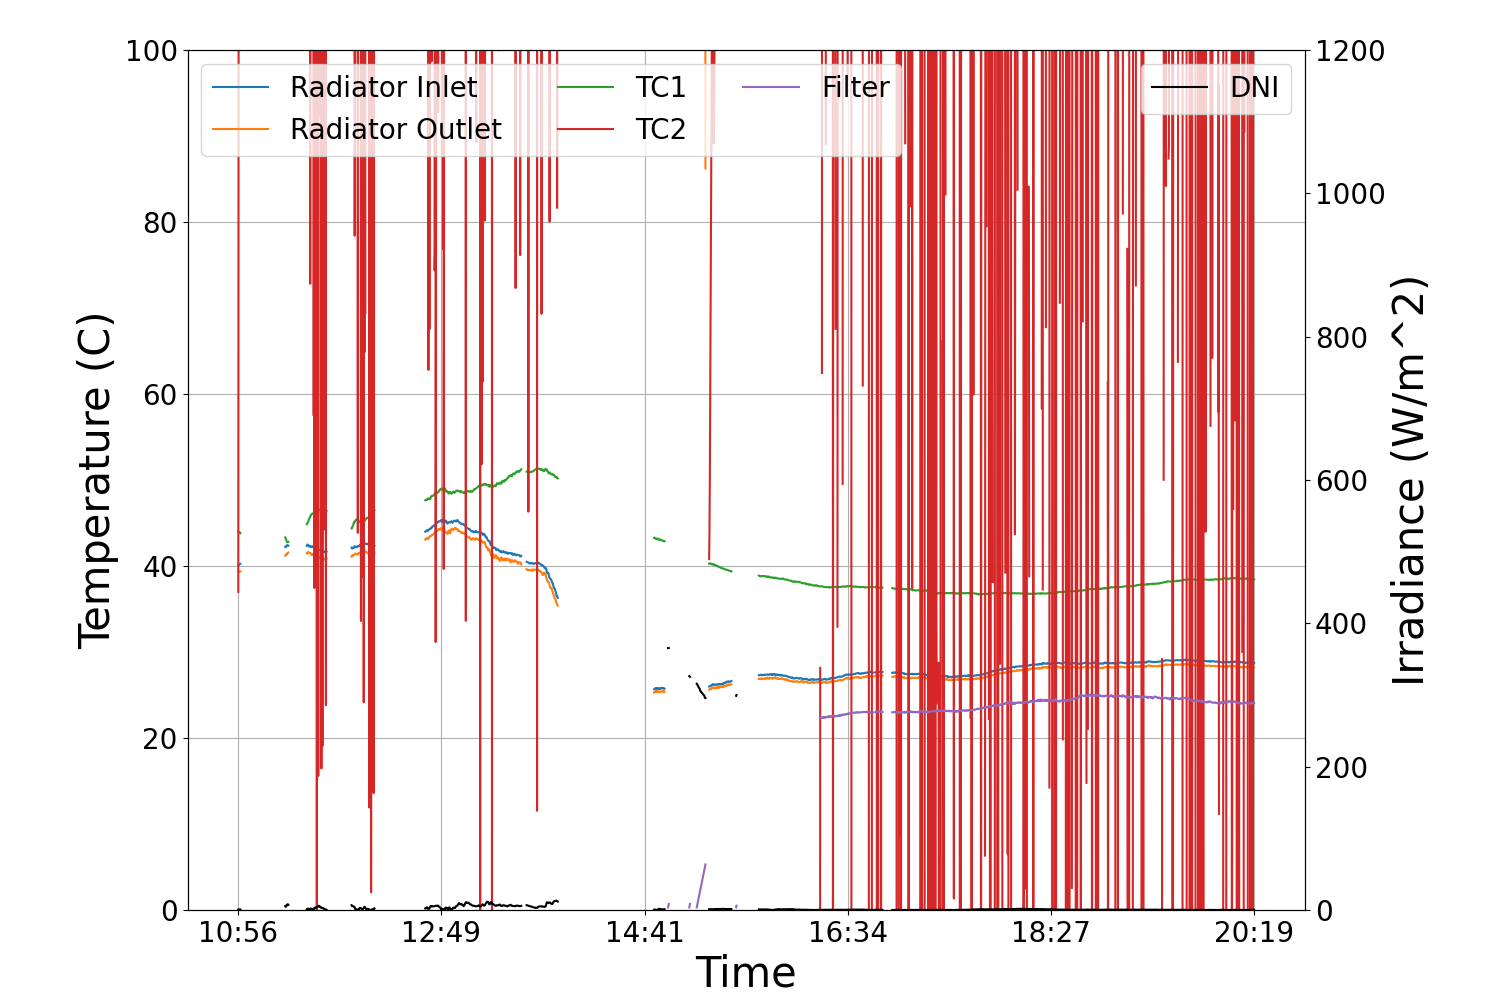 100
80
60
40
20
0
Temperature (C)
Radiator Inlet
Radiator Outlet
TC1
TC2
Filter
DNI
1200
1000
800
600
400
200
0
Irradiance (W/m^2)
10:56
12:49
14:41
16:34
18:27
20:19
Time